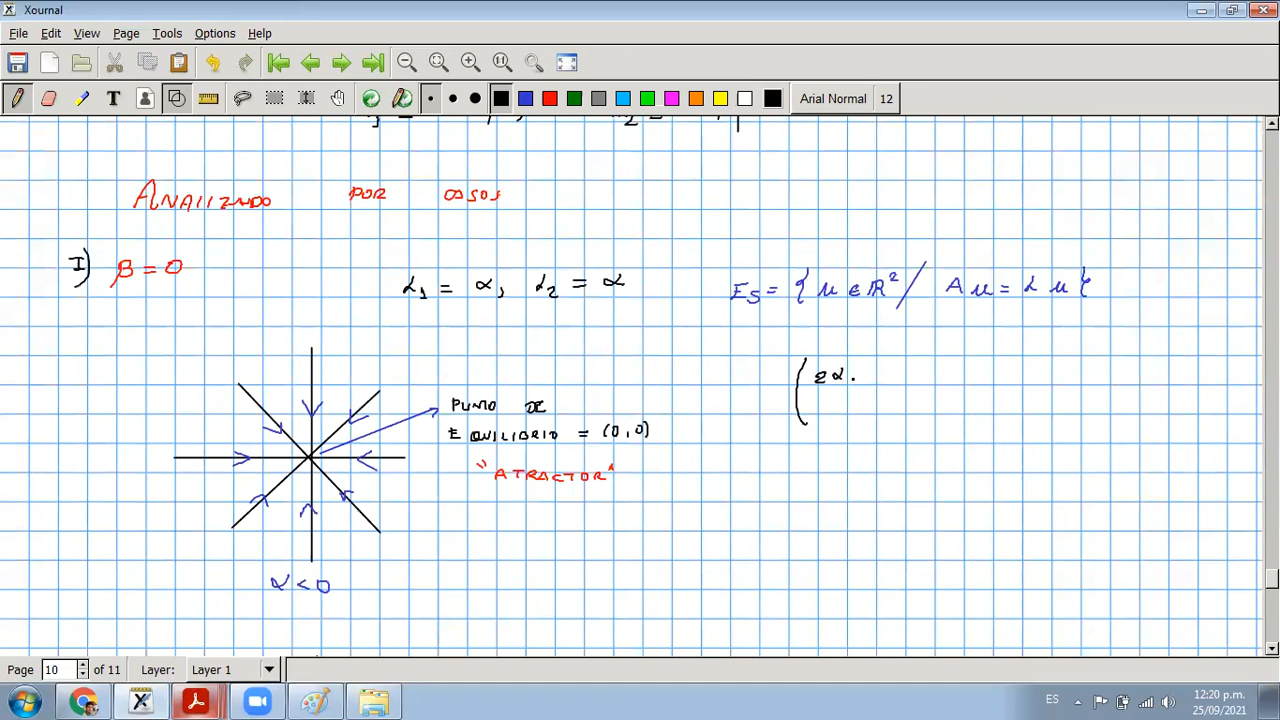 Xournal
File Edit View Page Tools Options Help
Arial Normal 12
ANALIZANDO POR CASOS
I) β = 0
λ1 = α, λ2 = α
ES = { u ∈ R² / A u = λ u }
( 2α.
PUNTO DE
EQUILIBRIO = (0,0)
"ATRACTOR"
α < 0
Page 10 of 11 Layer: Layer 1
ES
12:20 p.m.
25/09/2021